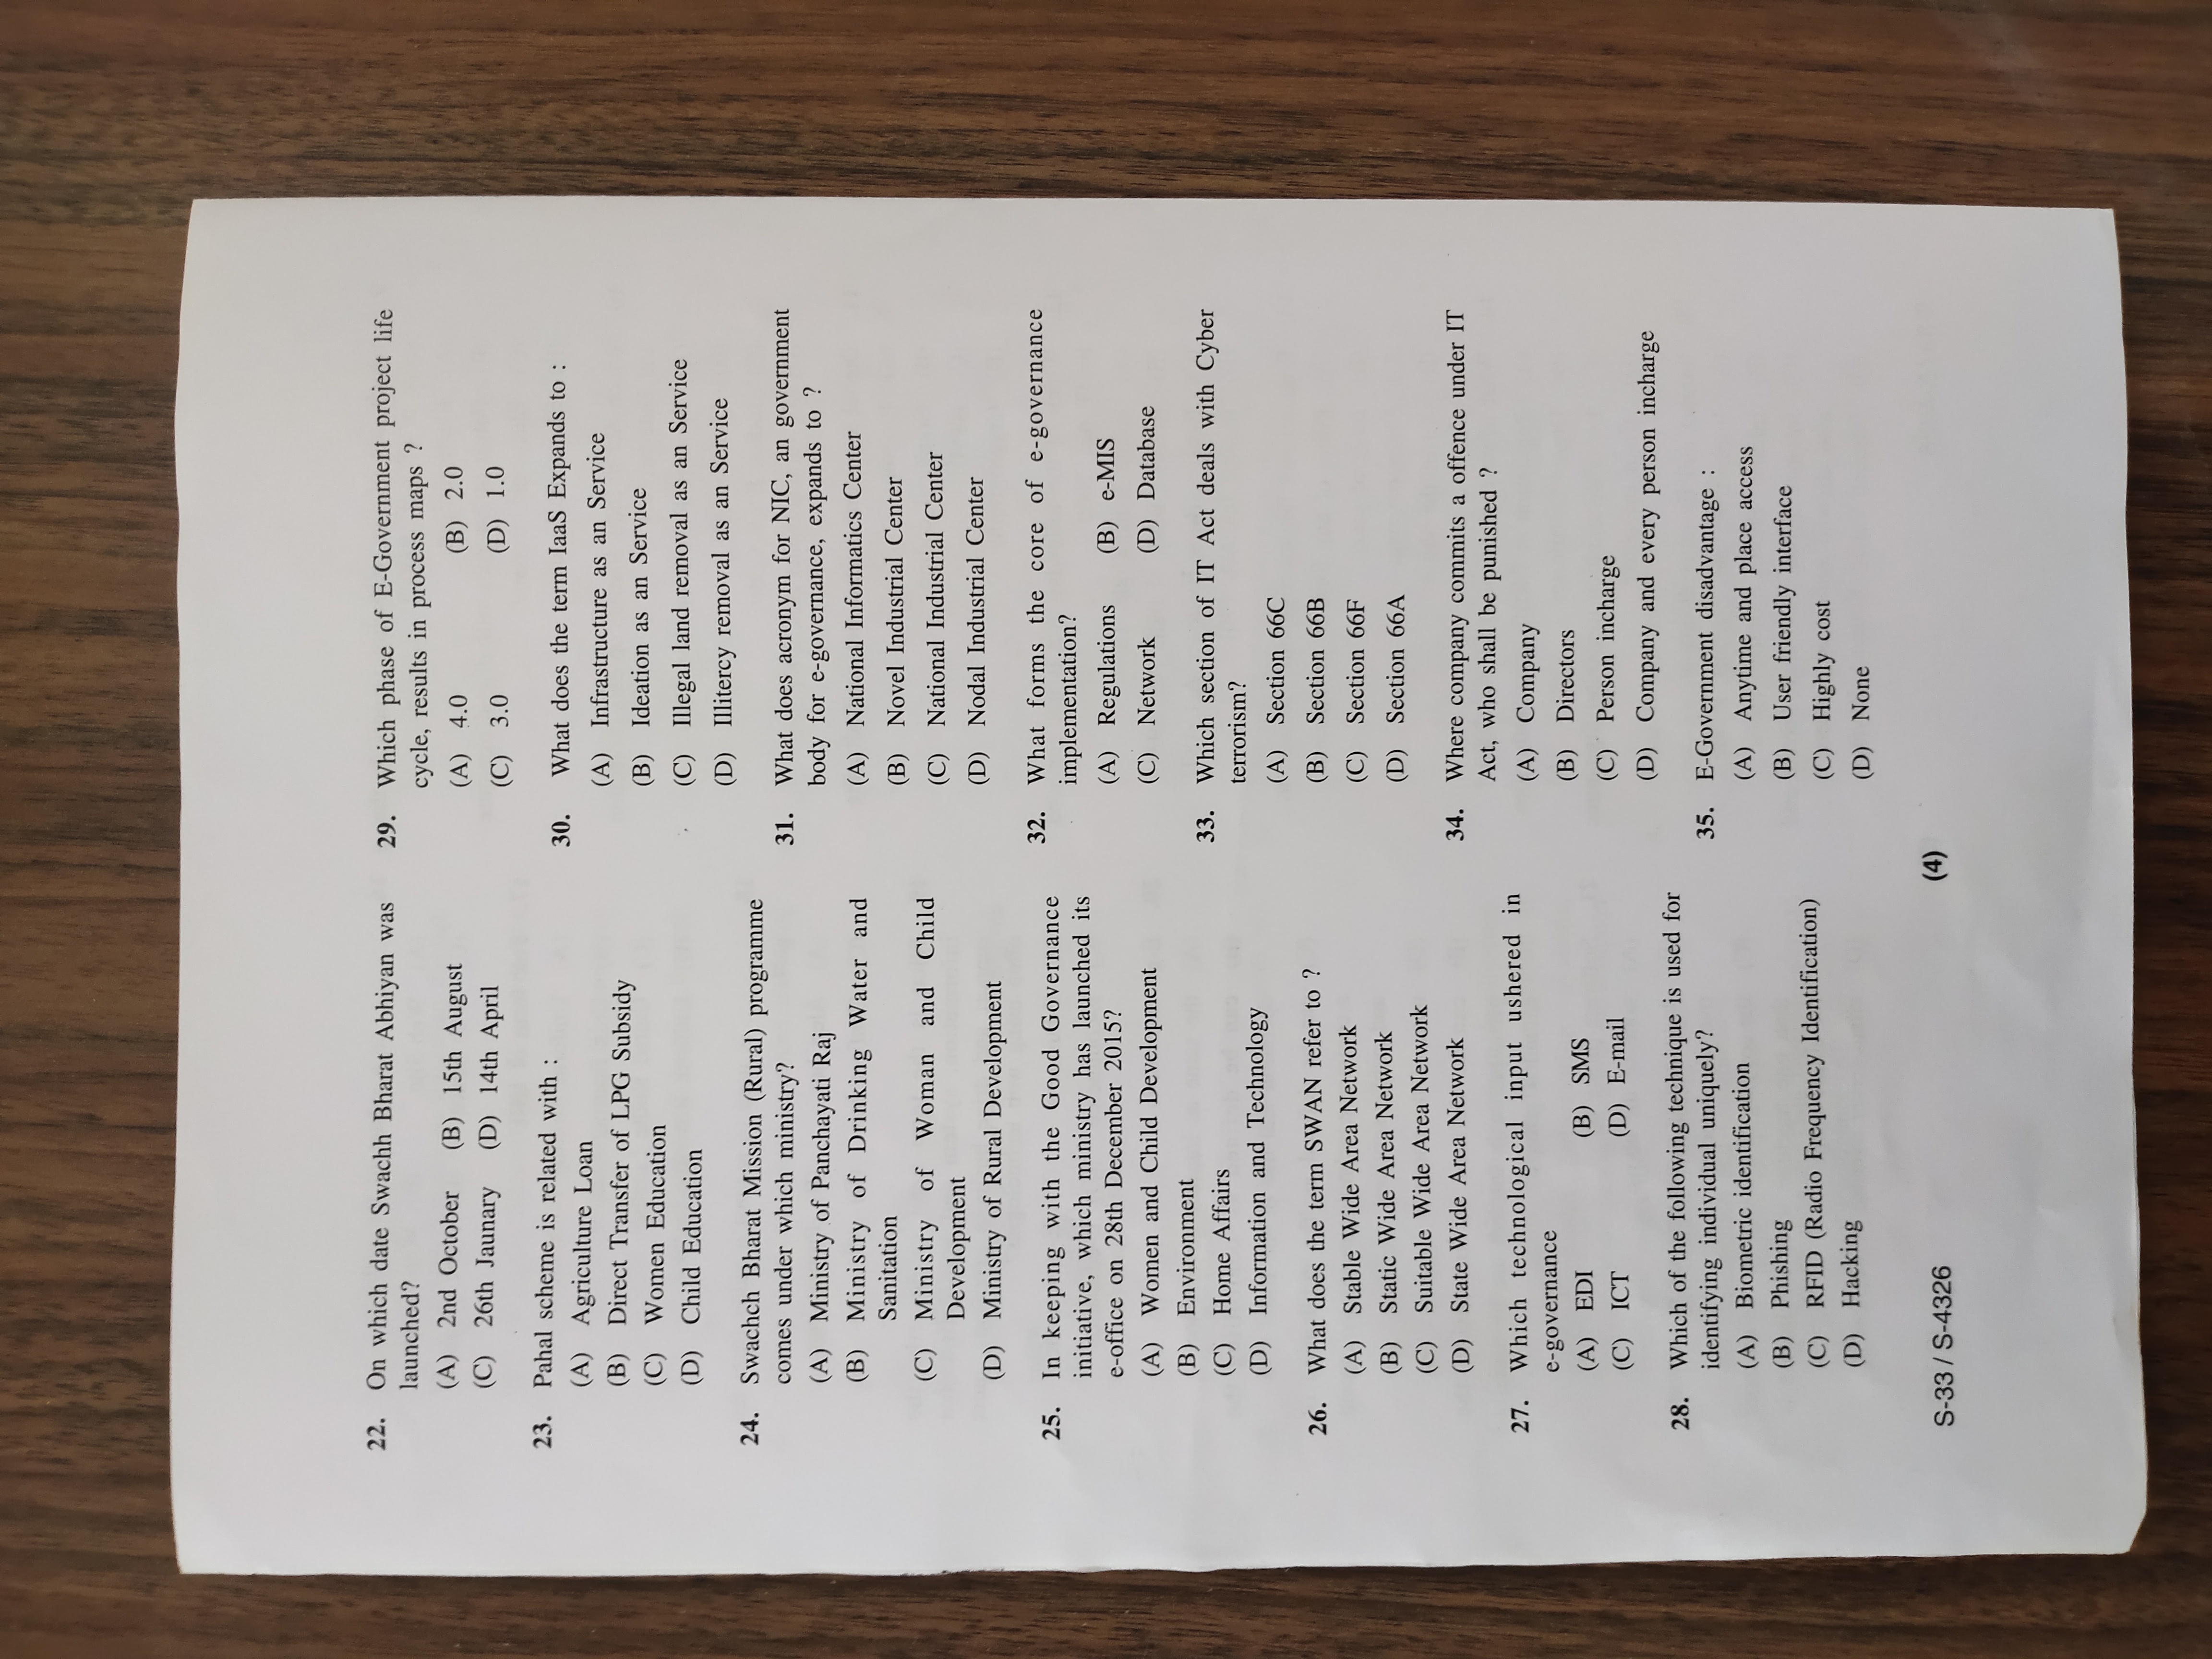 22. On which date Swachh Bharat Abhiyan was
launched?
(A) 2nd October (B) 15th August
(C) 26th Jaunary (D) 14th April
23. Pahal scheme is related with :
(A) Agriculture Loan
(B) Direct Transfer of LPG Subsidy
(C) Women Education
(D) Child Education
24. Swachch Bharat Mission (Rural) programme
comes under which ministry?
(A) Ministry of Panchayati Raj
(B) Ministry of Drinking Water and
Sanitation
(C) Ministry of Woman and Child
Development
(D) Ministry of Rural Development
25. In keeping with the Good Governance
initiative, which ministry has launched its
e-office on 28th December 2015?
(A) Women and Child Development
(B) Environment
(C) Home Affairs
(D) Information and Technology
26. What does the term SWAN refer to ?
(A) Stable Wide Area Network
(B) Static Wide Area Network
(C) Suitable Wide Area Network
(D) State Wide Area Network
27. Which technological input ushered in
e-governance
(A) EDI (B) SMS
(C) ICT (D) E-mail
28. Which of the following technique is used for
identifying individual uniquely?
(A) Biometric identification
(B) Phishing
(C) RFID (Radio Frequency Identification)
(D) Hacking
29. Which phase of E-Government project life
cycle, results in process maps ?
(A) 4.0 (B) 2.0
(C) 3.0 (D) 1.0
30. What does the term IaaS Expands to :
(A) Infrastructure as an Service
(B) Ideation as an Service
(C) Illegal land removal as an Service
(D) Illitercy removal as an Service
31. What does acronym for NIC, an government
body for e-governance, expands to ?
(A) National Informatics Center
(B) Novel Industrial Center
(C) National Industrial Center
(D) Nodal Industrial Center
32. What forms the core of e-governance
implementation?
(A) Regulations (B) e-MIS
(C) Network (D) Database
33. Which section of IT Act deals with Cyber
terrorism?
(A) Section 66C
(B) Section 66B
(C) Section 66F
(D) Section 66A
34. Where company commits a offence under IT
Act, who shall be punished ?
(A) Company
(B) Directors
(C) Person incharge
(D) Company and every person incharge
35. E-Government disadvantage :
(A) Anytime and place access
(B) User friendly interface
(C) Highly cost
(D) None
S-33 / S-4326 (4)